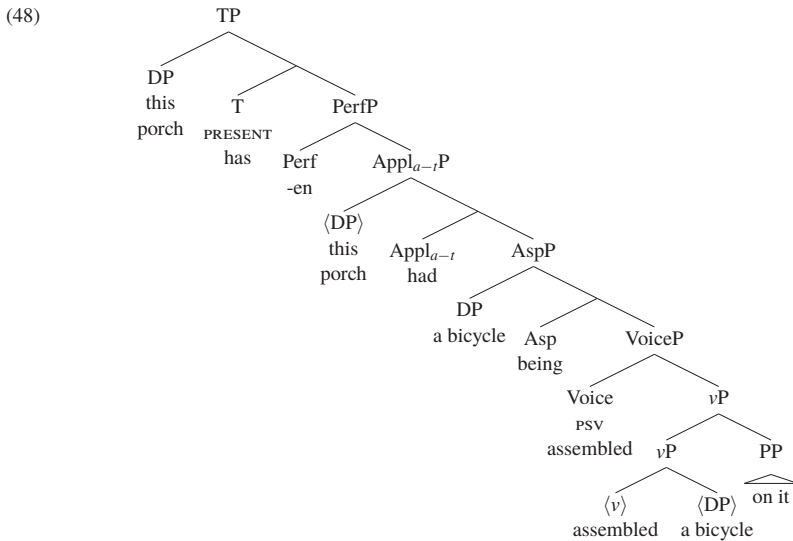 (48)
TP
DP
this
porch
T
PRESENT
has
PerfP
Perf
-en
Appl_{a−t}P
⟨DP⟩
this
porch
Appl_{a−t}
had
AspP
DP
a bicycle
Asp
being
VoiceP
Voice
PSV
assembled
vP
vP
PP
on it
⟨v⟩
assembled
⟨DP⟩
a bicycle